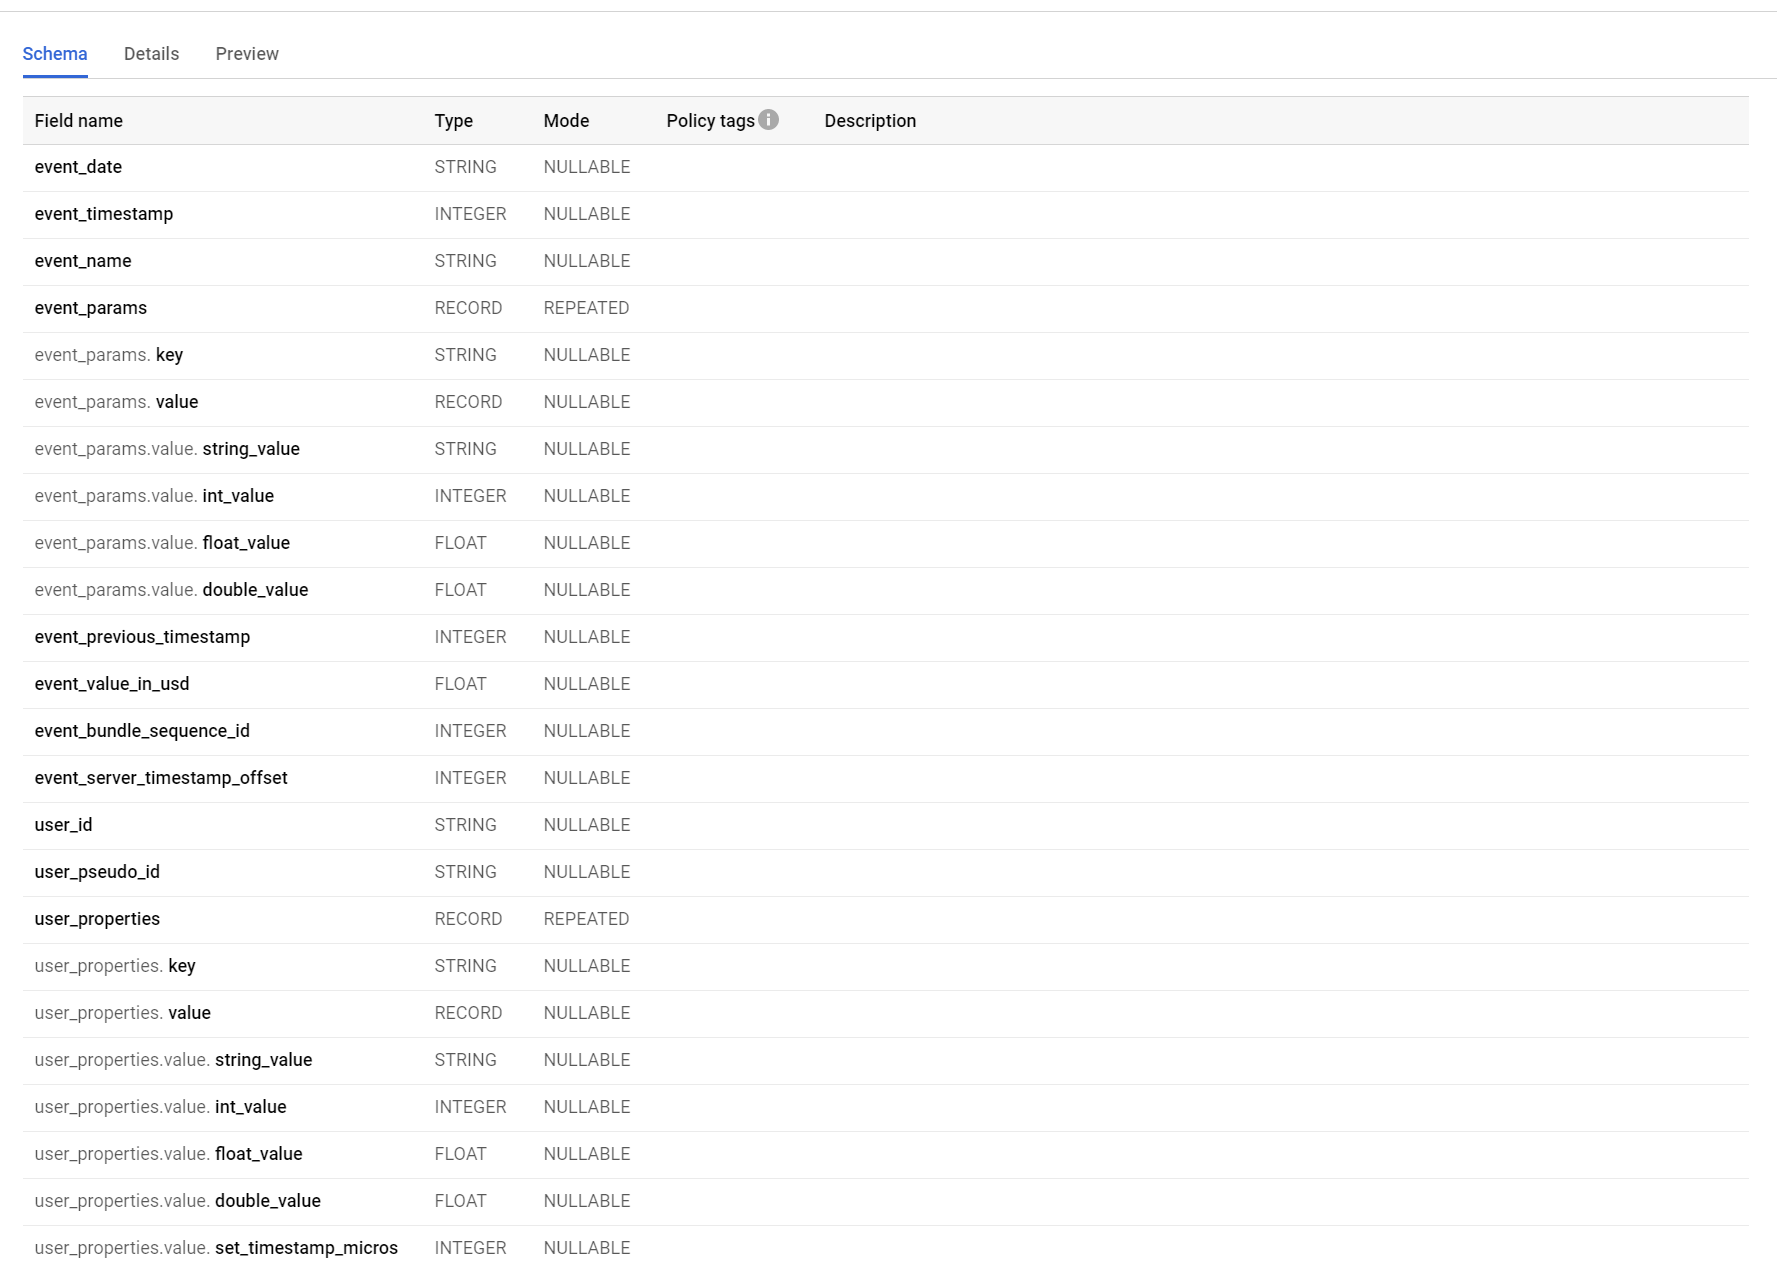 Schema Details Preview
Field name Type Mode Policy tags Description
event_date STRING NULLABLE
event_timestamp INTEGER NULLABLE
event_name STRING NULLABLE
event_params RECORD REPEATED
event_params. key STRING NULLABLE
event_params. value RECORD NULLABLE
event_params.value. string_value STRING NULLABLE
event_params.value. int_value INTEGER NULLABLE
event_params.value. float_value FLOAT NULLABLE
event_params.value. double_value FLOAT NULLABLE
event_previous_timestamp INTEGER NULLABLE
event_value_in_usd FLOAT NULLABLE
event_bundle_sequence_id INTEGER NULLABLE
event_server_timestamp_offset INTEGER NULLABLE
user_id STRING NULLABLE
user_pseudo_id STRING NULLABLE
user_properties RECORD REPEATED
user_properties. key STRING NULLABLE
user_properties. value RECORD NULLABLE
user_properties.value. string_value STRING NULLABLE
user_properties.value. int_value INTEGER NULLABLE
user_properties.value. float_value FLOAT NULLABLE
user_properties.value. double_value FLOAT NULLABLE
user_properties.value. set_timestamp_micros INTEGER NULLABLE